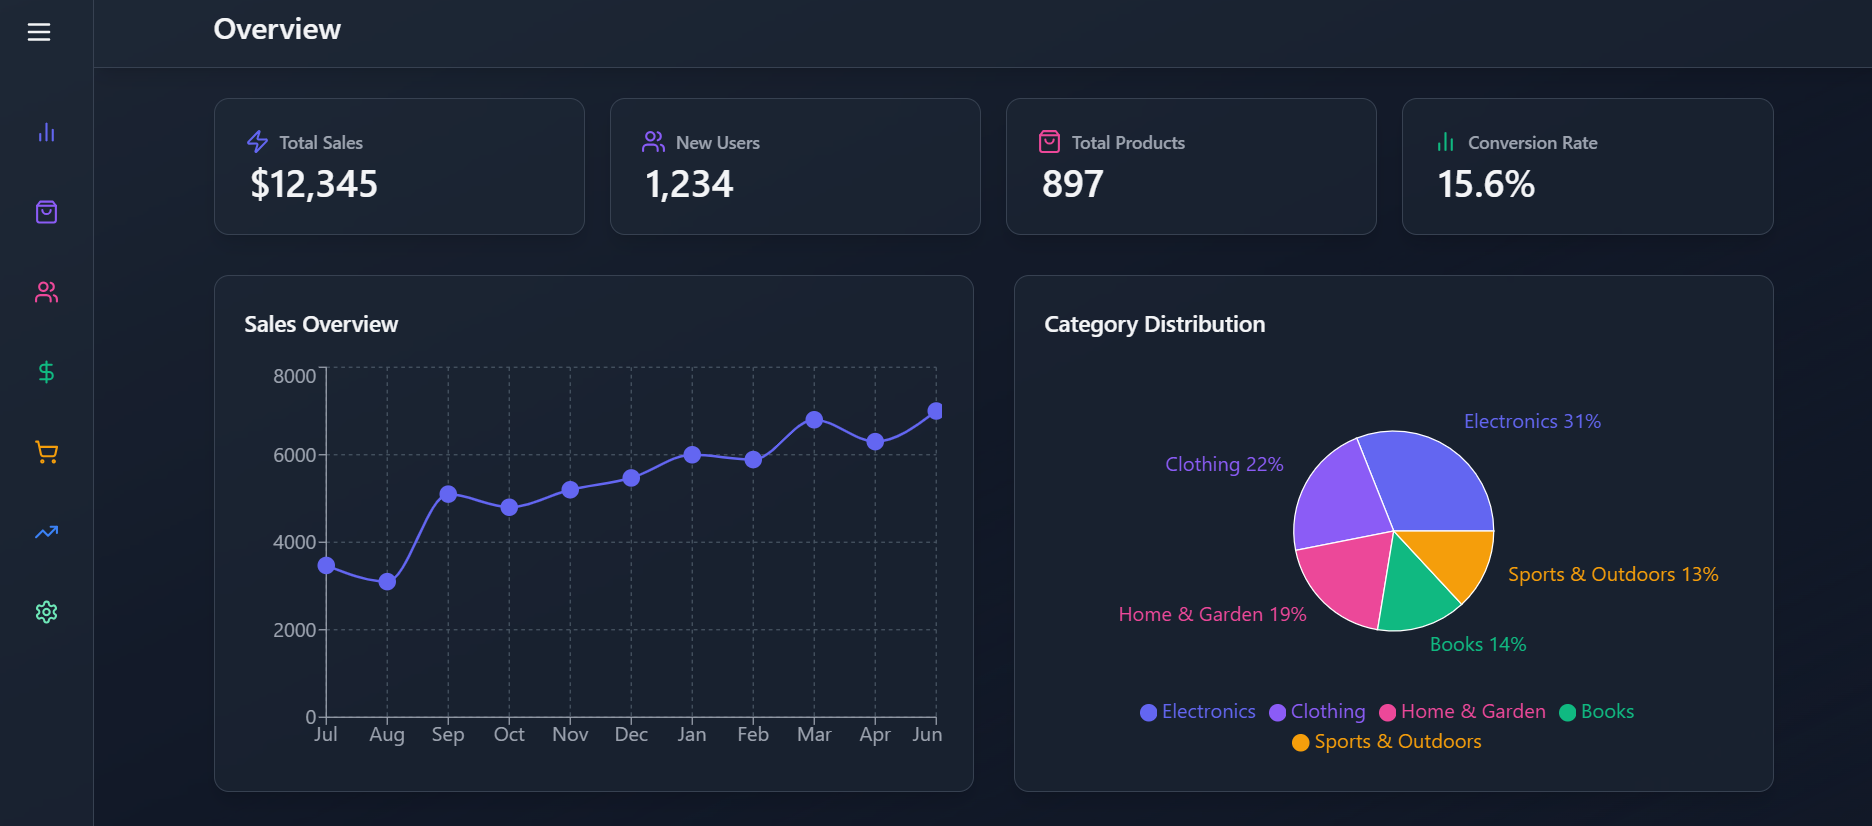 Overview
Total Sales
$12,345
New Users
1,234
Total Products
897
Conversion Rate
15.6%
Sales Overview
8000
6000
4000
2000
0
Jul Aug Sep Oct Nov Dec Jan Feb Mar Apr Jun
Category Distribution
Electronics 31%
Clothing 22%
Sports & Outdoors 13%
Home & Garden 19%
Books 14%
Electronics Clothing Home & Garden Books
Sports & Outdoors